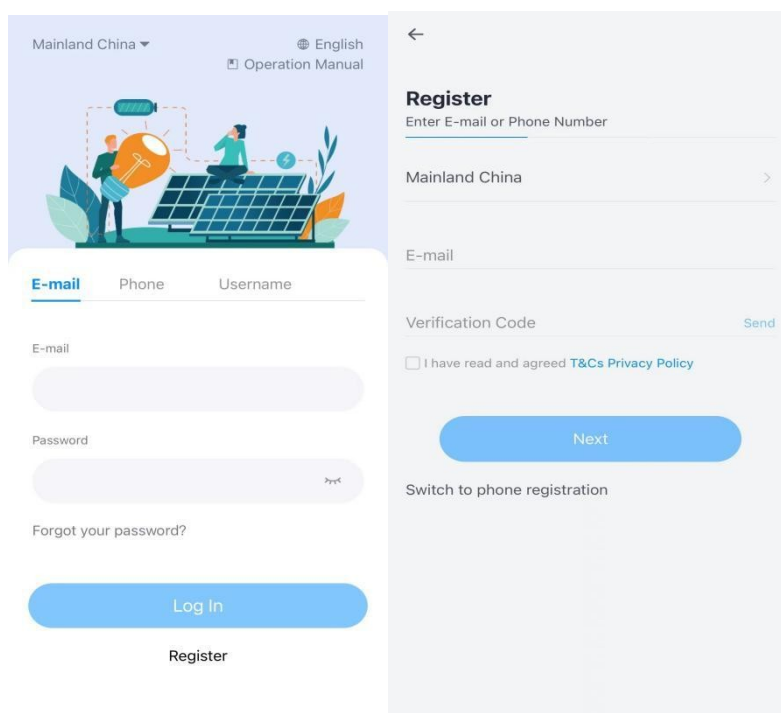 Mainland China
English
Operation Manual
E-mail Phone Username
E-mail
Password
Forgot your password?
Log In
Register
Register
Enter E-mail or Phone Number
Mainland China
E-mail
Verification Code Send
I have read and agreed T&Cs Privacy Policy
Next
Switch to phone registration